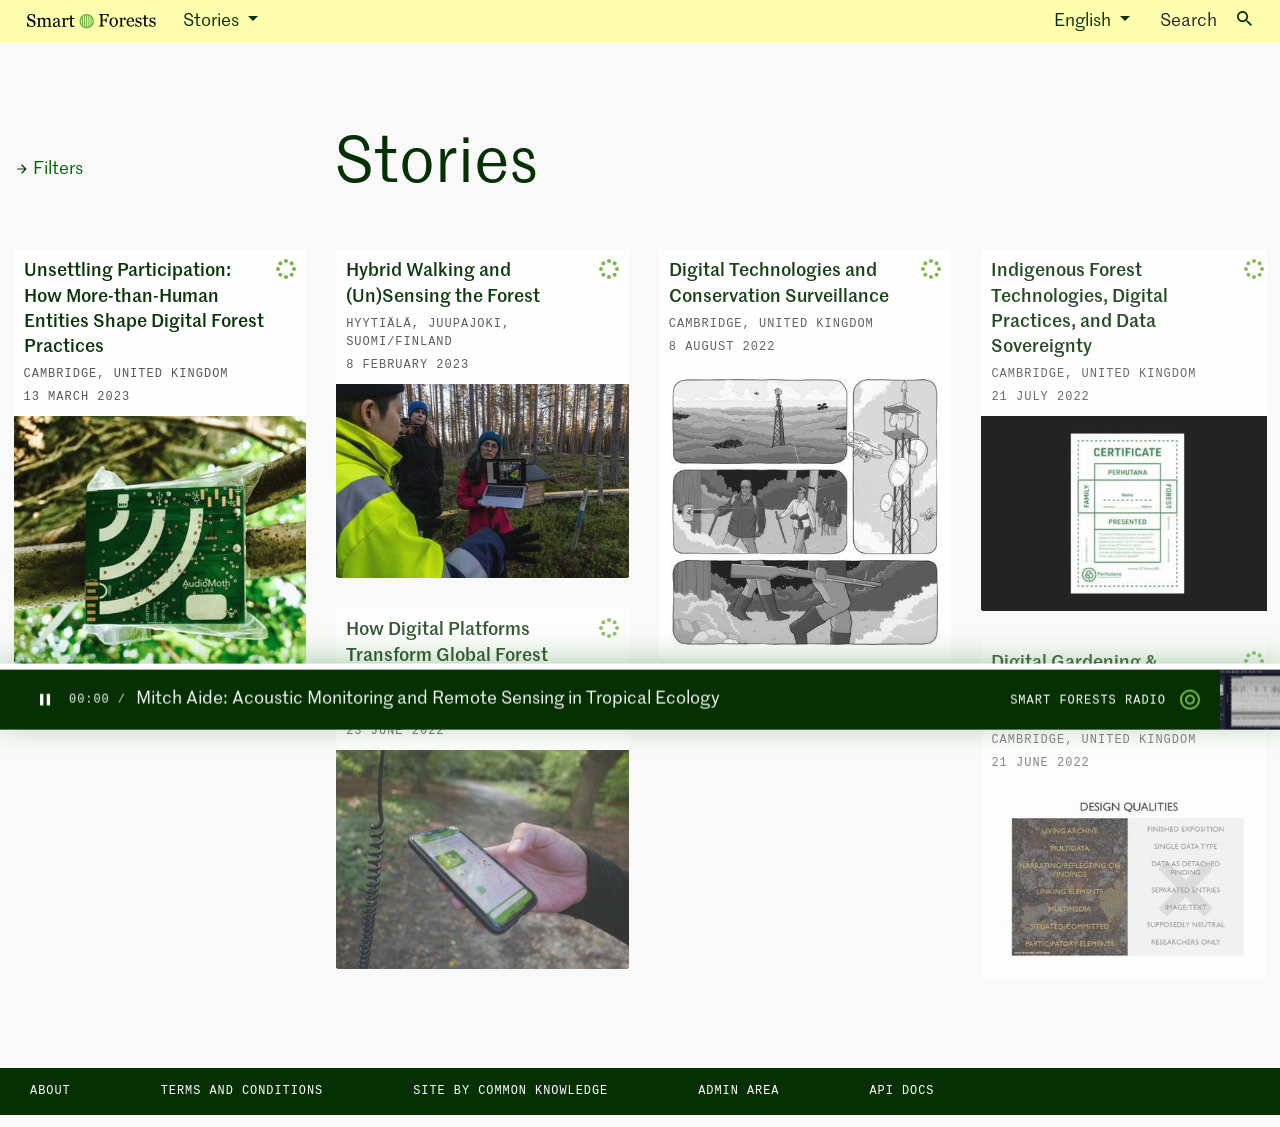 Smart Forests
Stories
English
Search
Filters
Stories
Unsettling Participation:
How More-than-Human
Entities Shape Digital Forest
Practices
CAMBRIDGE, UNITED KINGDOM
13 MARCH 2023
AudioMoth
1.0.0
Hybrid Walking and
(Un)Sensing the Forest
HYYTIÄLÄ, JUUPAJOKI,
SUOMI/FINLAND
8 FEBRUARY 2023
Digital Technologies and
Conservation Surveillance
CAMBRIDGE, UNITED KINGDOM
8 AUGUST 2022
Indigenous Forest
Technologies, Digital
Practices, and Data
Sovereignty
CAMBRIDGE, UNITED KINGDOM
21 JULY 2022
CERTIFICATE
PERHUTANA
FAMILY
Name
FOREST
PRESENTED
Perhutana
How Digital Platforms
Transform Global Forest
23 JUNE 2022
Digital Gardening &
CAMBRIDGE, UNITED KINGDOM
21 JUNE 2022
DESIGN QUALITIES
LIVING ARCHIVE
MULTIDATA
NARRATING/REFLECTING ON
FINDINGS
LINKING ELEMENTS
MULTIMEDIA
SITUATED/COMMITTED
PARTICIPATORY ELEMENTS
FINISHED EXPOSITION
SINGLE DATA TYPE
DATA AS DETACHED
FINDING
SEPARATED ENTRIES
IMAGE/TEXT
SUPPOSEDLY NEUTRAL
RESEARCHERS ONLY
00:00 /
Mitch Aide: Acoustic Monitoring and Remote Sensing in Tropical Ecology
SMART FORESTS RADIO
ABOUT
TERMS AND CONDITIONS
SITE BY COMMON KNOWLEDGE
ADMIN AREA
API DOCS